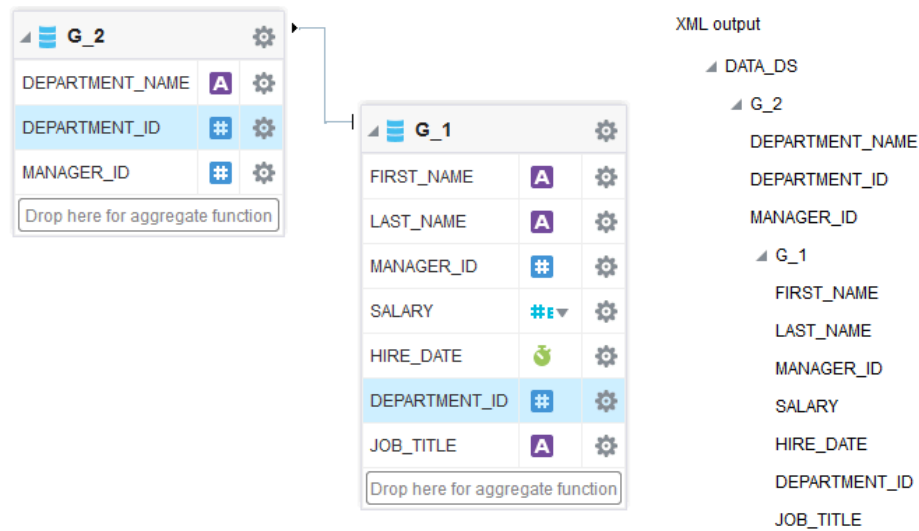 G_2
DEPARTMENT_NAME A
DEPARTMENT_ID #
MANAGER_ID #
Drop here for aggregate function
G_1
FIRST_NAME A
LAST_NAME A
MANAGER_ID #
SALARY #E
HIRE_DATE
DEPARTMENT_ID #
JOB_TITLE A
Drop here for aggregate function
XML output
DATA_DS
G_2
DEPARTMENT_NAME
DEPARTMENT_ID
MANAGER_ID
G_1
FIRST_NAME
LAST_NAME
MANAGER_ID
SALARY
HIRE_DATE
DEPARTMENT_ID
JOB_TITLE